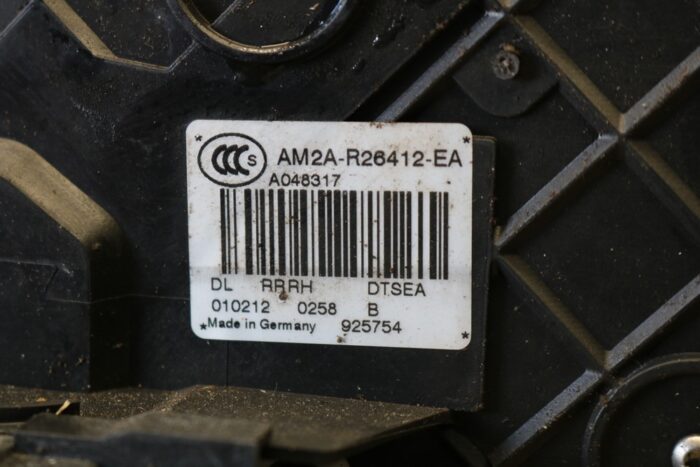 CCC S AM2A-R26412-EA
A048317
DL RRRH DTSEA
010212 0258 B
*Made in Germany 925754 *